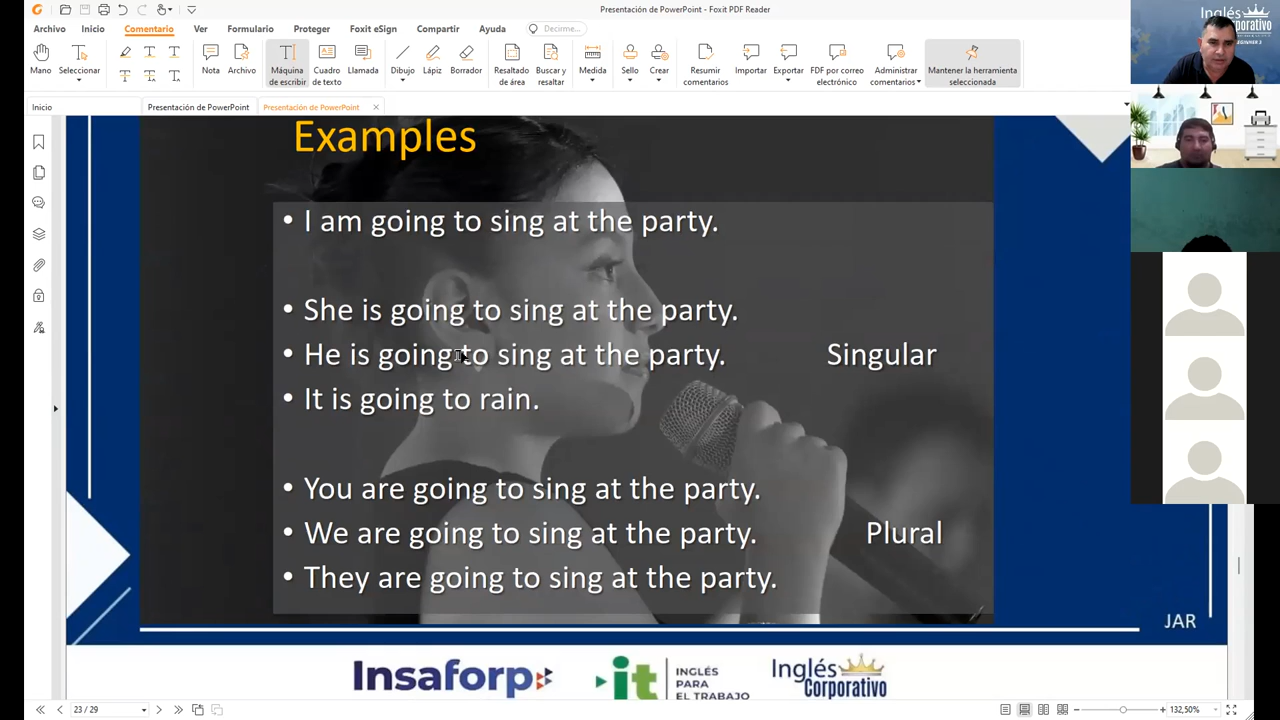 Presentación de PowerPoint - Foxit PDF Reader
Archivo Inicio Comentario Ver Formulario Proteger Foxit eSign Compartir Ayuda Decirme...
Mano Seleccionar Nota Archivo Máquina de escribir Cuadro de texto Llamada Dibujo Lápiz Borrador Resaltado de área Buscar y resaltar Medida Sello Crear Resumir comentarios Importar Exportar PDF por correo electrónico Administrar comentarios Mantener la herramienta seleccionada
Inicio Presentación de PowerPoint Presentación de PowerPoint
Inglés
Corporativo
BEGINNER 2
Examples
• I am going to sing at the party.
• She is going to sing at the party.
• He is going to sing at the party. Singular
• It is going to rain.
• You are going to sing at the party.
• We are going to sing at the party. Plural
• They are going to sing at the party.
JAR
Insaforp
it INGLÉS
PARA
EL TRABAJO
Inglés
Corporativo
23 / 29 132,50%